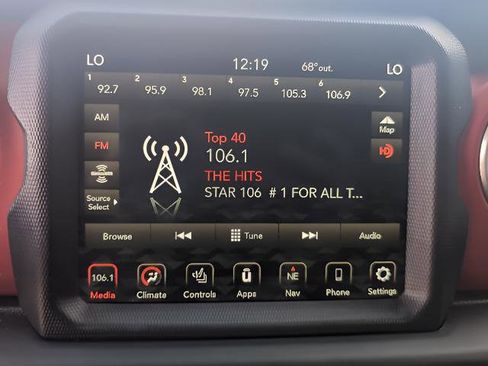 LO 12:19 68° out. LO
1 92.7 2 95.9 3 98.1 4 97.5 5 105.3 6 106.9
AM
FM
Source
Select
Top 40
106.1
THE HITS
STAR 106 # 1 FOR ALL T...
Map
HD
Browse Tune Audio
106.1 NE
Media Climate Controls Apps Nav Phone Settings